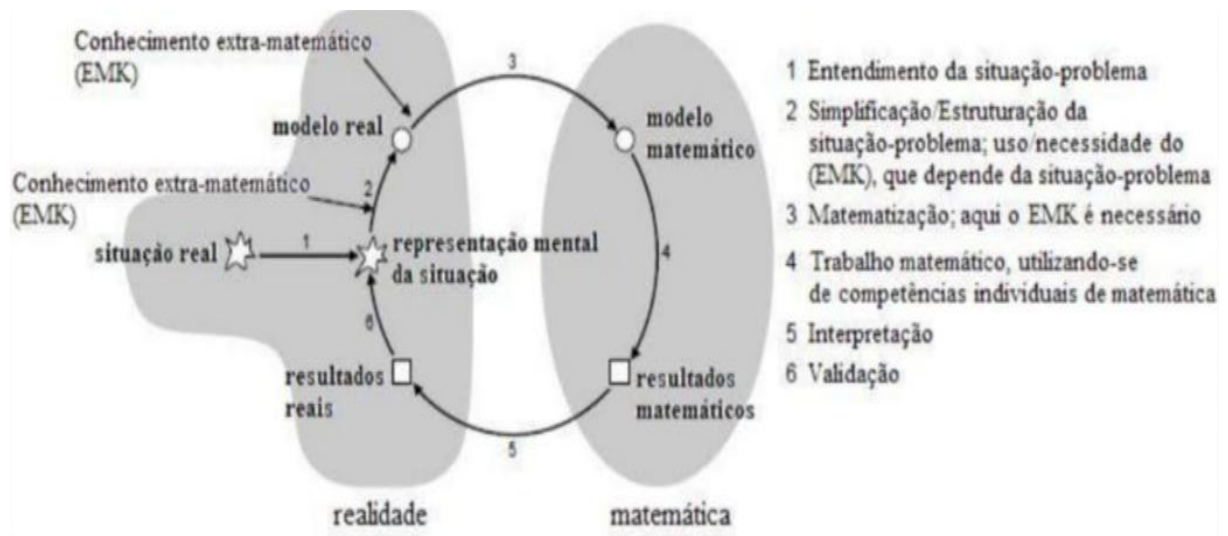 Conhecimento extra-matemático
(EMK)
modelo real
3
modelo
matemático
Conhecimento extra-matemático
(EMK)
2
situação real
1
representação mental
da situação
4
6
resultados
reais
resultados
matemáticos
5
realidade
matemática
1 Entendimento da situação-problema
2 Simplificação/Estruturação da
situação-problema; uso/necessidade do
(EMK), que depende da situação-problema
3 Matematização; aqui o EMK é necessário
4 Trabalho matemático, utilizando-se
de competências individuais de matemática
5 Interpretação
6 Validação